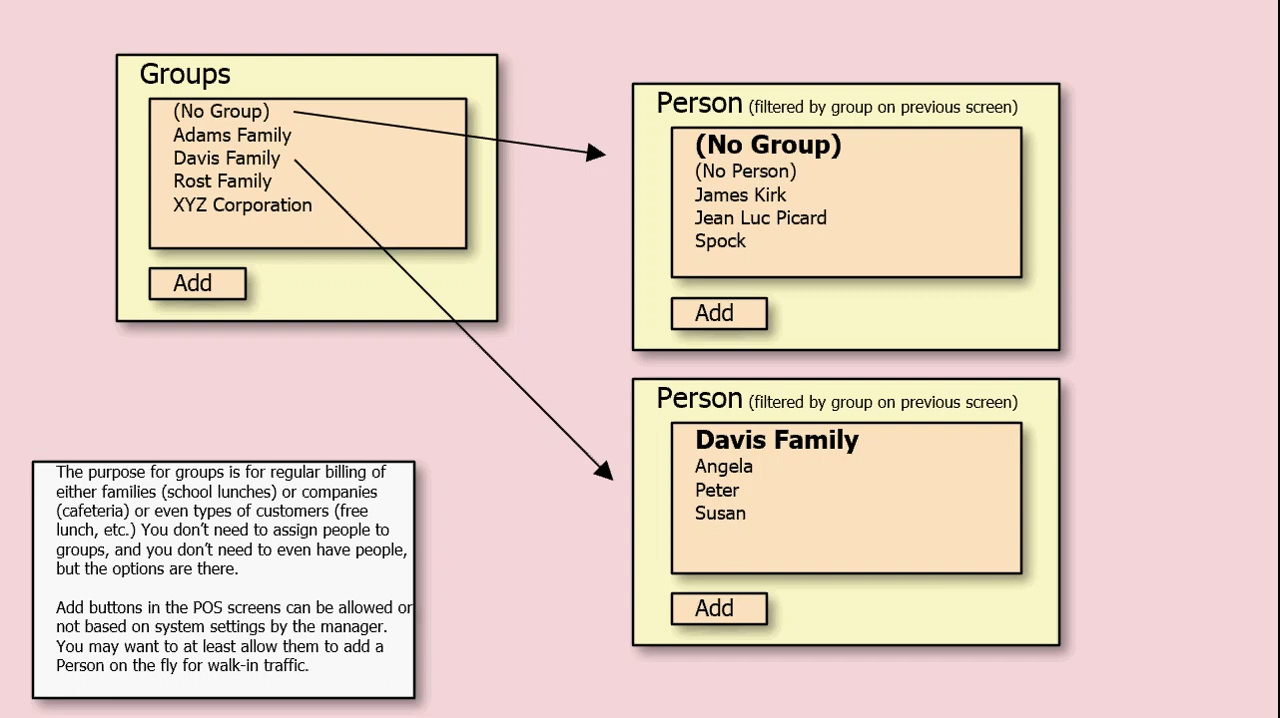 Groups
(No Group)
Adams Family
Davis Family
Rost Family
XYZ Corporation
Add
Person (filtered by group on previous screen)
(No Group)
(No Person)
James Kirk
Jean Luc Picard
Spock
Add
Person (filtered by group on previous screen)
Davis Family
Angela
Peter
Susan
Add
The purpose for groups is for regular billing of
either families (school lunches) or companies
(cafeteria) or even types of customers (free
lunch, etc.) You don't need to assign people to
groups, and you don't need to even have people,
but the options are there.
Add buttons in the POS screens can be allowed or
not based on system settings by the manager.
You may want to at least allow them to add a
Person on the fly for walk-in traffic.